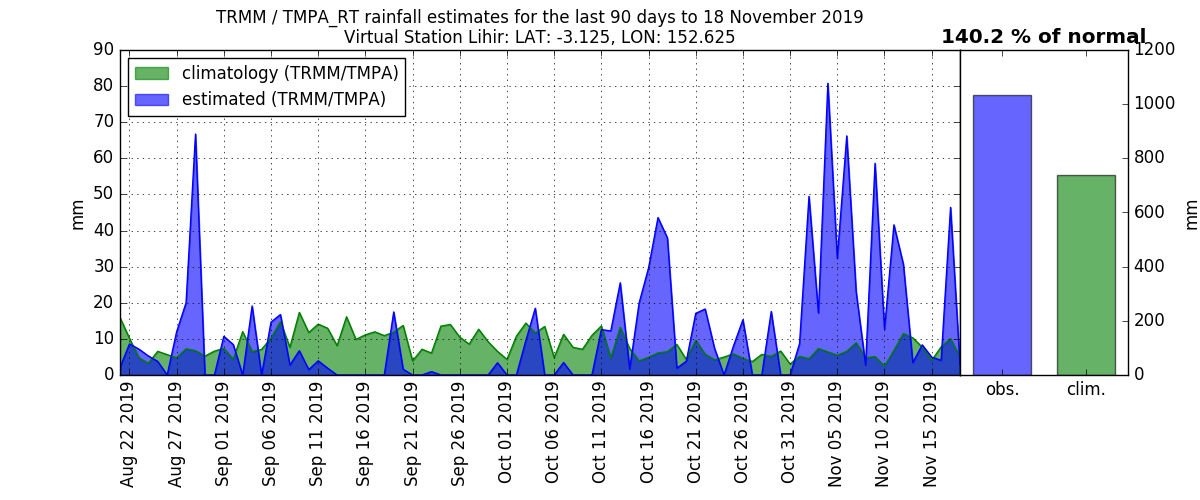 TRMM / TMPA_RT rainfall estimates for the last 90 days to 18 November 2019
Virtual Station Lihir: LAT: -3.125, LON: 152.625
140.2 % of normal
climatology (TRMM/TMPA)
estimated (TRMM/TMPA)
mm
90
80
70
60
50
40
30
20
10
0
Aug 22 2019
Aug 27 2019
Sep 01 2019
Sep 06 2019
Sep 11 2019
Sep 16 2019
Sep 21 2019
Sep 26 2019
Oct 01 2019
Oct 06 2019
Oct 11 2019
Oct 16 2019
Oct 21 2019
Oct 26 2019
Oct 31 2019
Nov 05 2019
Nov 10 2019
Nov 15 2019
obs.
clim.
1200
1000
800
600
400
200
0
mm